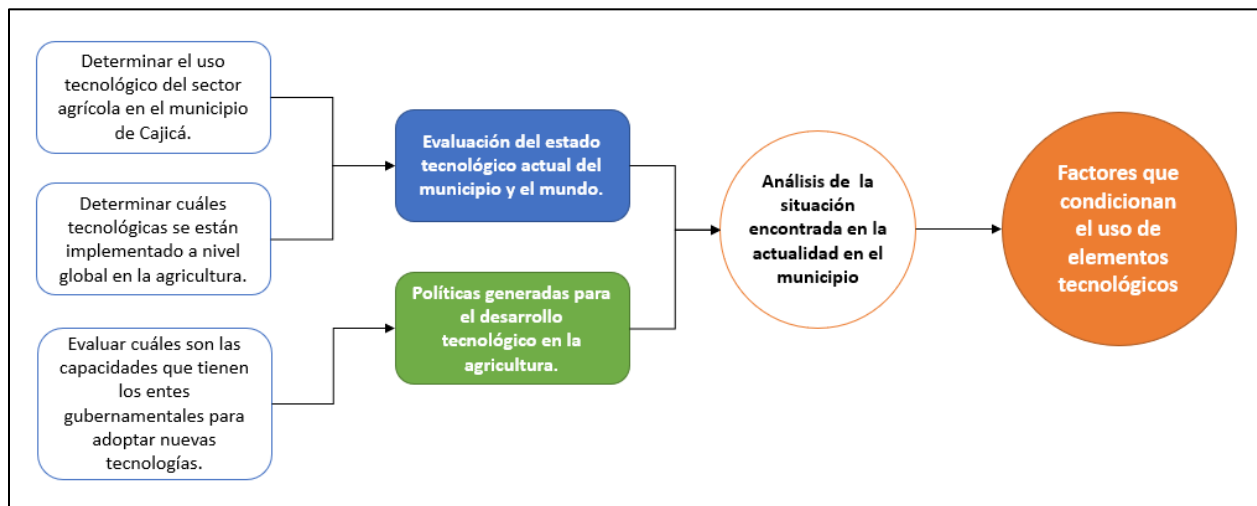 Determinar el uso
tecnológico del sector
agrícola en el municipio
de Cajicá.
Determinar cuáles
tecnológicas se están
implementado a nivel
global en la agricultura.
Evaluar cuáles son las
capacidades que tienen
los entes
gubernamentales para
adoptar nuevas
tecnologías.
Evaluación del estado
tecnológico actual del
municipio y el mundo.
Políticas generadas para
el desarrollo
tecnológico en la
agricultura.
Análisis de la
situación
encontrada en la
actualidad en el
municipio
Factores que
condicionan
el uso de
elementos
tecnológicos